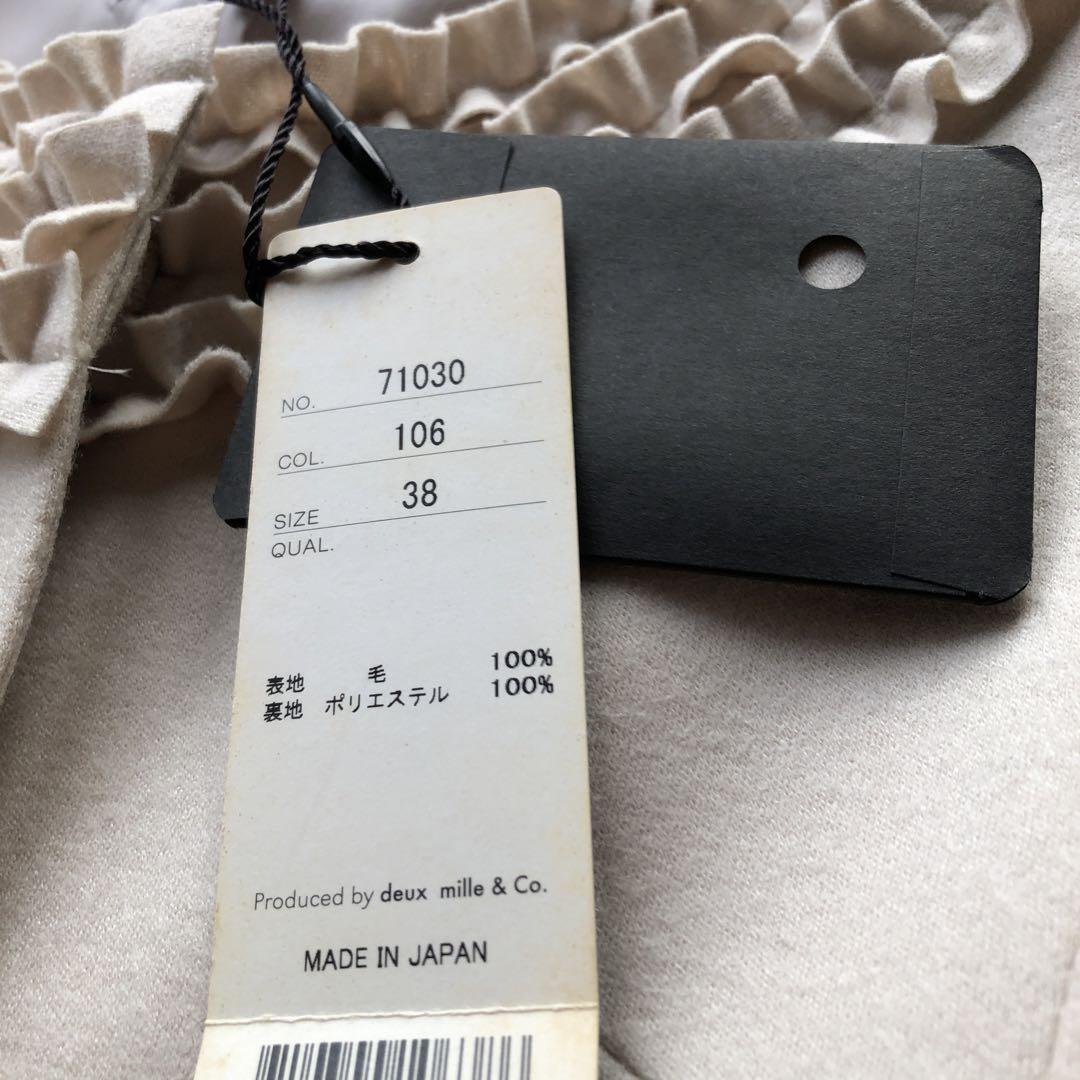 NO. 71030
COL. 106
SIZE 38
QUAL.
表地 毛 100%
裏地 ポリエステル 100%
Produced by deux mille & Co.
MADE IN JAPAN